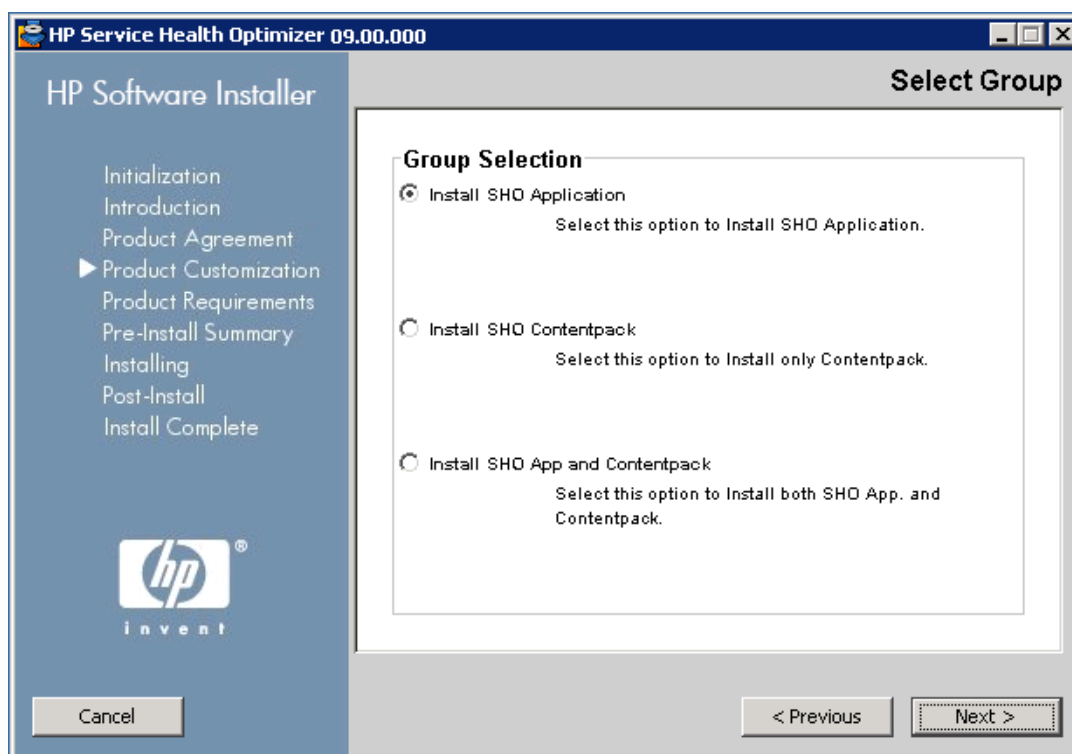 HP Service Health Optimizer 09.00.000
HP Software Installer
Select Group
Initialization
Introduction
Product Agreement
Product Customization
Product Requirements
Pre-Install Summary
Installing
Post-Install
Install Complete
hp
®
invent
Group Selection
Install SHO Application
Select this option to Install SHO Application.
Install SHO Contentpack
Select this option to Install only Contentpack.
Install SHO App and Contentpack
Select this option to Install both SHO App. and
Contentpack.
Cancel
< Previous
Next >